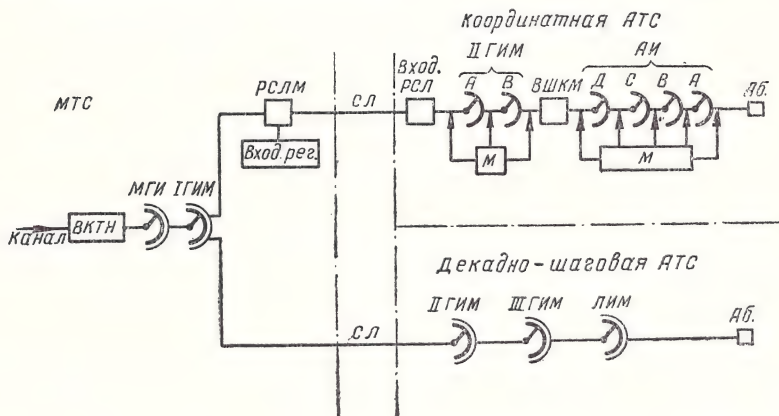 Координатная АТС
МТС
РСЛМ
СЛ
Вход. РСЛ
II ГИМ
А В
ВШКМ
АИ
Д С В А
Аб.
Вход. рег.
М
М
МГИ I ГИМ
Канал
ВКТН
Декадно-шаговая АТС
СЛ
II ГИМ
III ГИМ
ЛИМ
Аб.